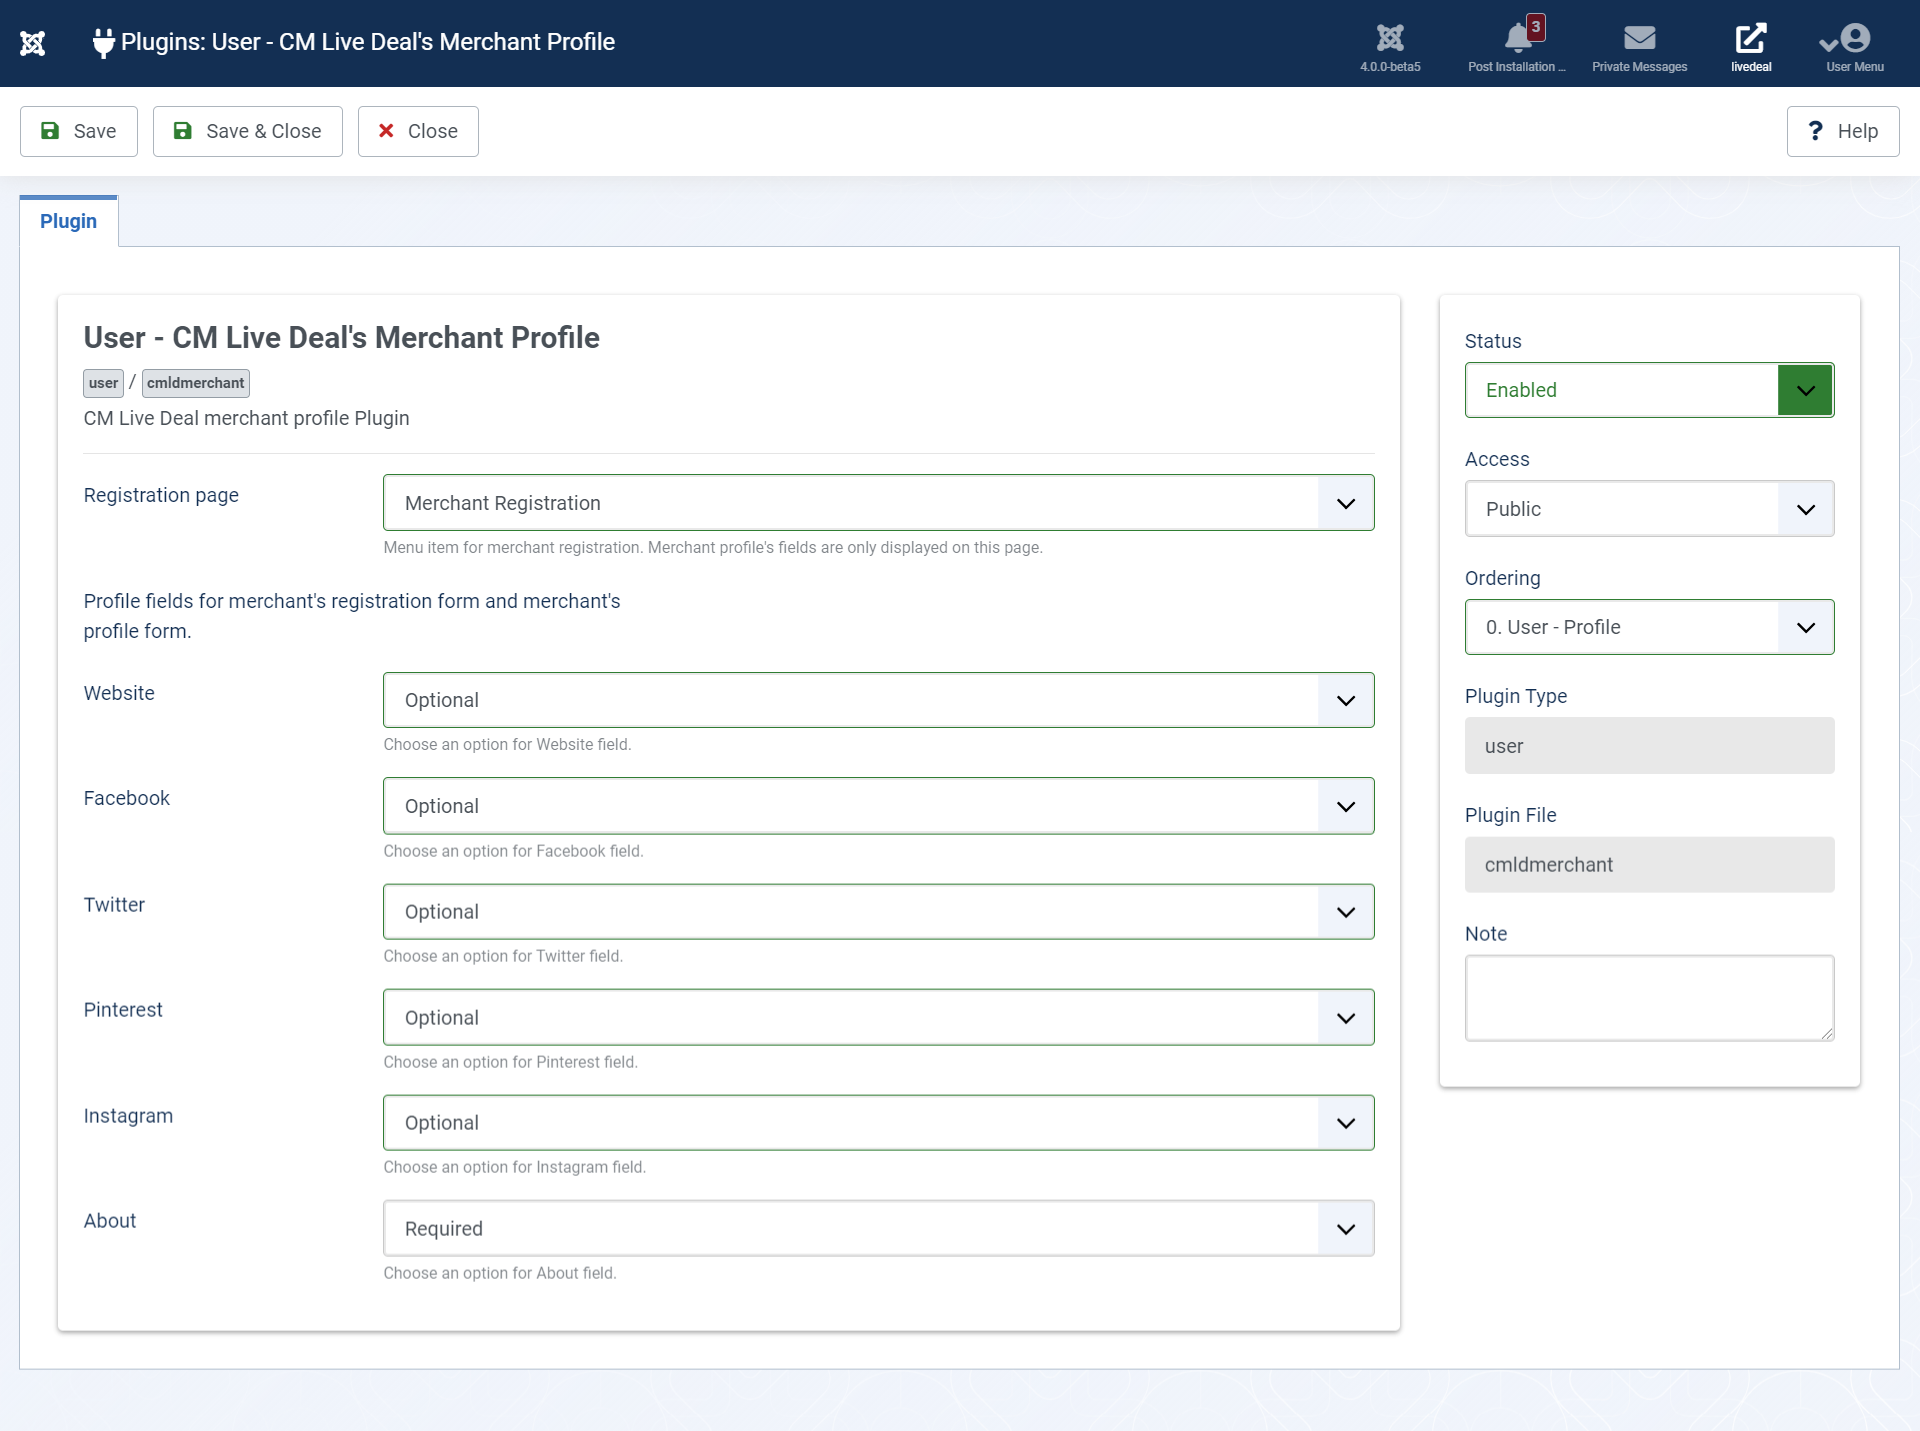 Plugins: User - CM Live Deal's Merchant Profile
4.0.0-beta5
3
Post Installation ...
Private Messages
livedeal
User Menu
Save
Save & Close
Close
? Help
Plugin
User - CM Live Deal's Merchant Profile
user / cmldmerchant
CM Live Deal merchant profile Plugin
Registration page
Merchant Registration
Menu item for merchant registration. Merchant profile's fields are only displayed on this page.
Profile fields for merchant's registration form and merchant's
profile form.
Website
Optional
Choose an option for Website field.
Facebook
Optional
Choose an option for Facebook field.
Twitter
Optional
Choose an option for Twitter field.
Pinterest
Optional
Choose an option for Pinterest field.
Instagram
Optional
Choose an option for Instagram field.
About
Required
Choose an option for About field.
Status
Enabled
Access
Public
Ordering
0. User - Profile
Plugin Type
user
Plugin File
cmldmerchant
Note